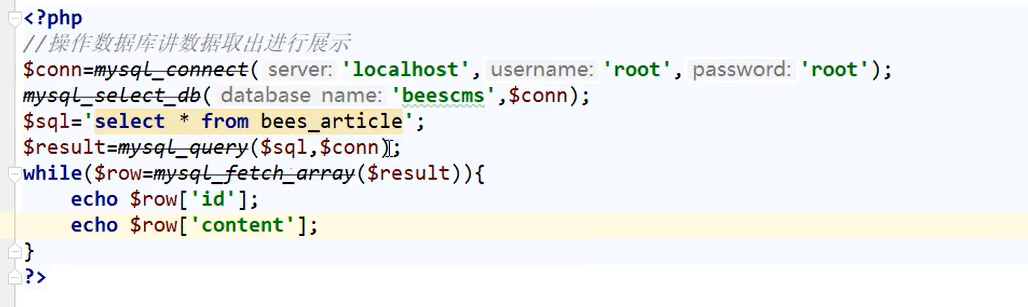 <?php
//操作数据库讲数据取出进行展示
$conn=mysql_connect( server: 'localhost', username: 'root', password: 'root');
mysql_select_db( database name: 'beescms',$conn);
$sql='select * from bees_article';
$result=mysql_query($sql,$conn);
while($row=mysql_fetch_array($result)){
    echo $row['id'];
    echo $row['content'];
}
?>